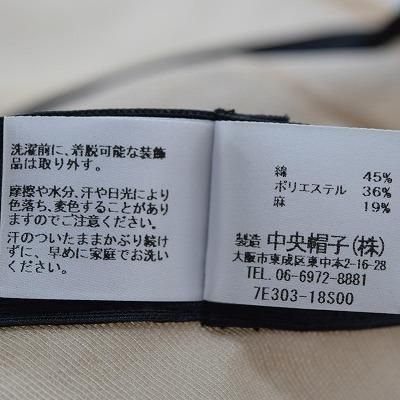 洗濯前に、着脱可能な装飾
品は取り外す。
摩擦や水分、汗や日光により
色落ち、変色することがあり
ますのでご注意ください。
汗のついたままかぶり続け
ずに、早めに家庭でお洗い
ください。
綿 45%
ポリエステル 36%
麻 19%
製造 中央帽子(株)
大阪市東成区東中本2-16-28
TEL. 06-6972-8881
7E303-18S00